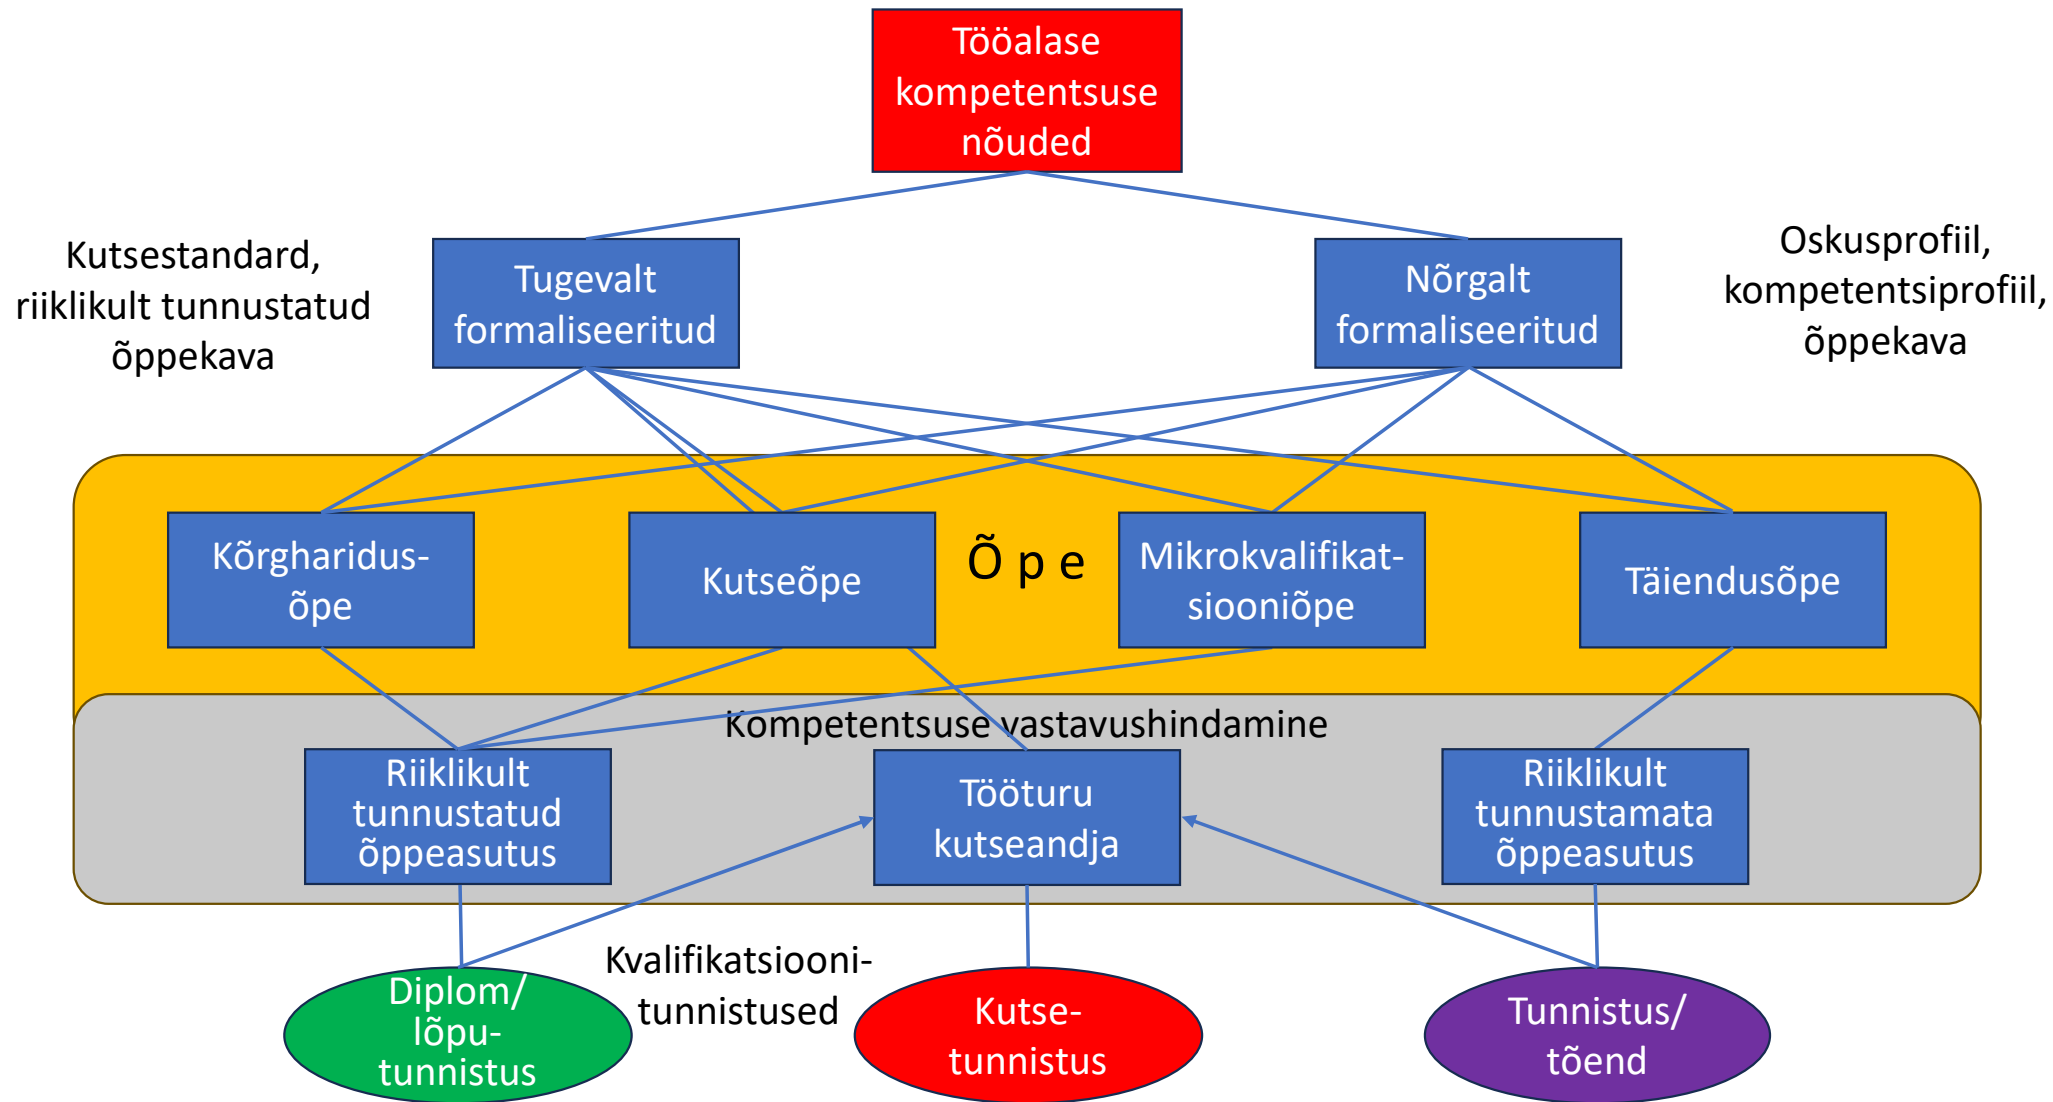 Tööalase
kompetentsuse
nõuded
Kutsestandard,
riiklikult tunnustatud
õppekava
Tugevalt
formaliseeritud
Nõrgalt
formaliseeritud
Oskusprofiil,
kompetentsiprofiil,
õppekava
Kõrgharidus-
õpe
Kutseõpe
Õ p e
Mikrokvalifikat-
siooniõpe
Täiendusõpe
Kompetentsuse vastavushindamine
Riiklikult
tunnustatud
õppeasutus
Tööturu
kutseandja
Riiklikult
tunnustamata
õppeasutus
Diplom/
lõpu-
tunnistus
Kvalifikatsiooni-
tunnistused
Kutse-
tunnistus
Tunnistus/
tõend